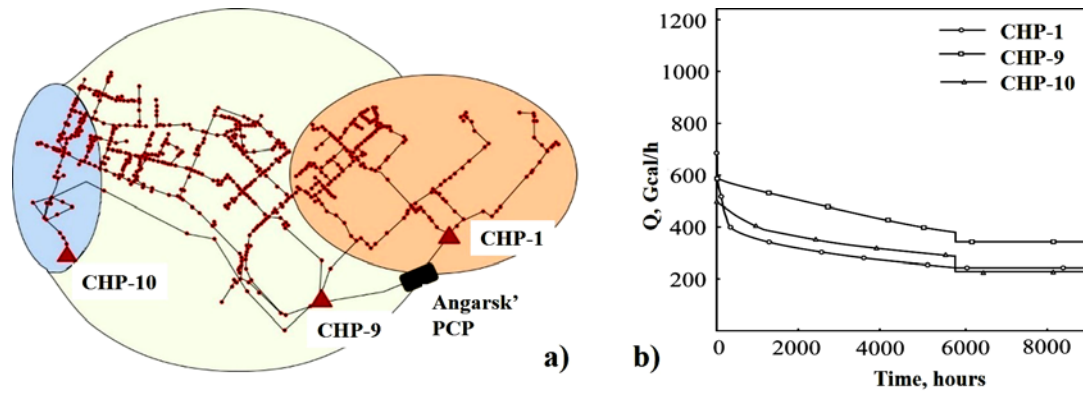 CHP-10
CHP-9
CHP-1
Angarsk’
PCP
a)
Q, Gcal/h
1200
1000
800
600
400
200
0
2000
4000
6000
8000
Time, hours
CHP-1
CHP-9
CHP-10
b)